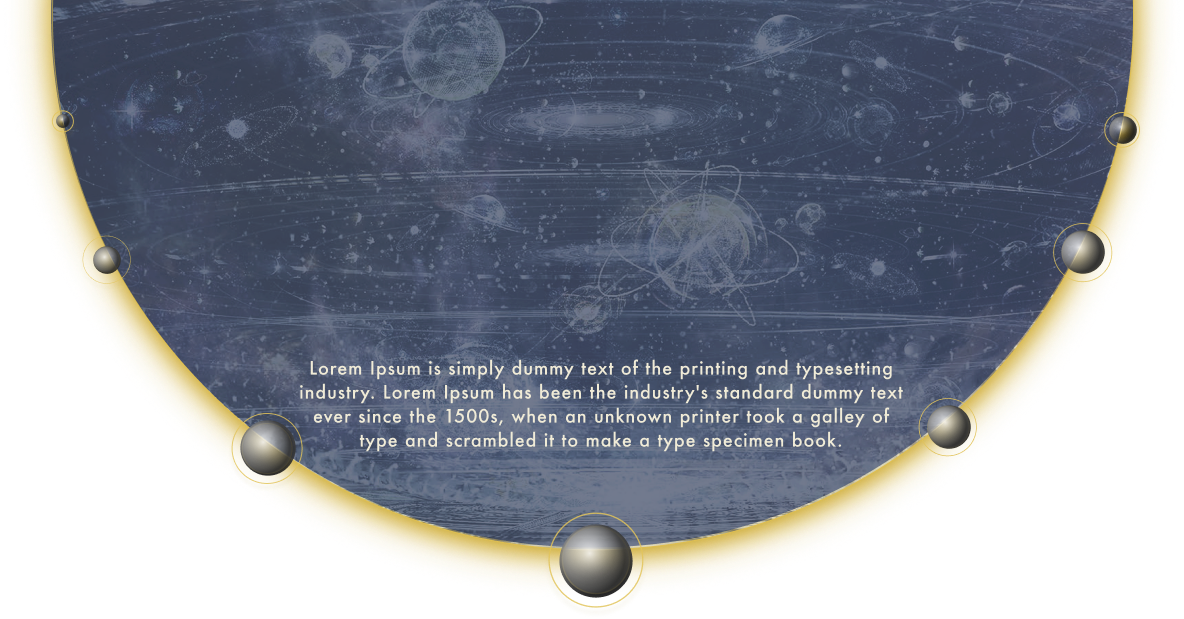 Lorem Ipsum is simply dummy text of the printing and typesetting
industry. Lorem Ipsum has been the industry's standard dummy text
ever since the 1500s, when an unknown printer took a galley of
type and scrambled it to make a type specimen book.